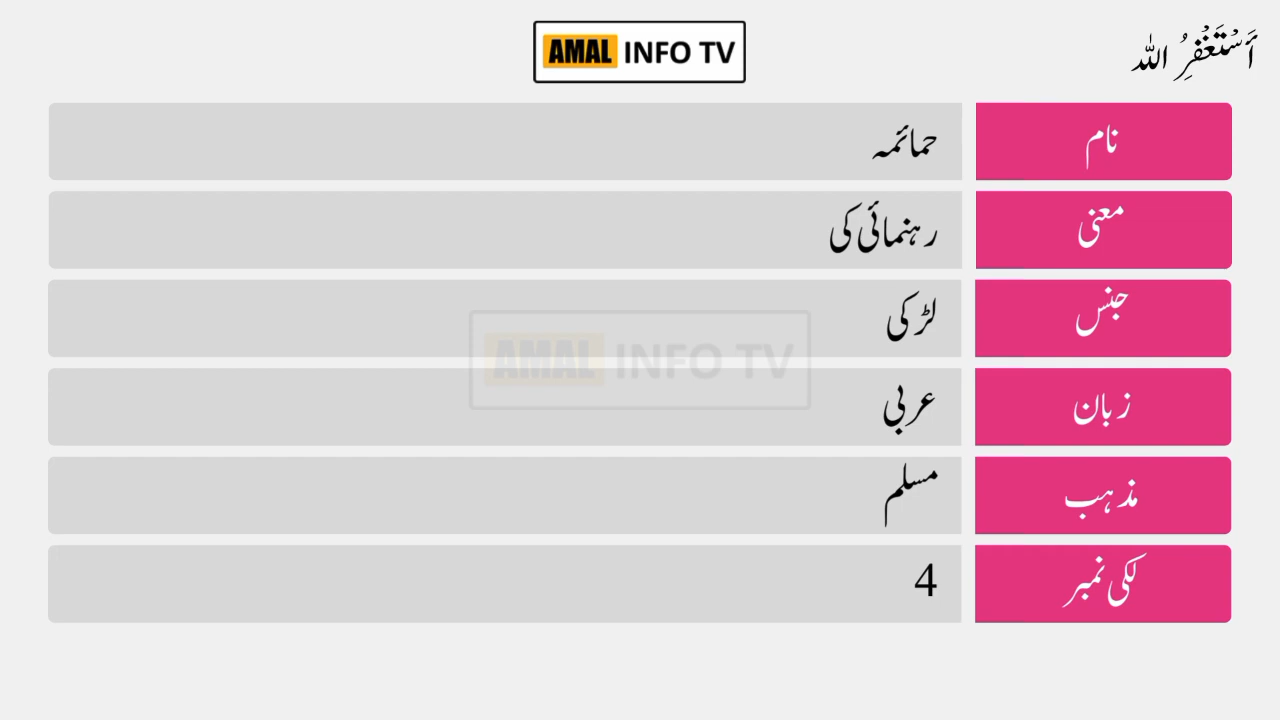 AMAL INFO TV
أَسْتَغْفِرُ اللہ
نام حمائمہ
معنی رہنمائی کی
جنس لڑکی
زبان عربی
مذہب مسلم
لکی نمبر 4
AMAL INFO TV